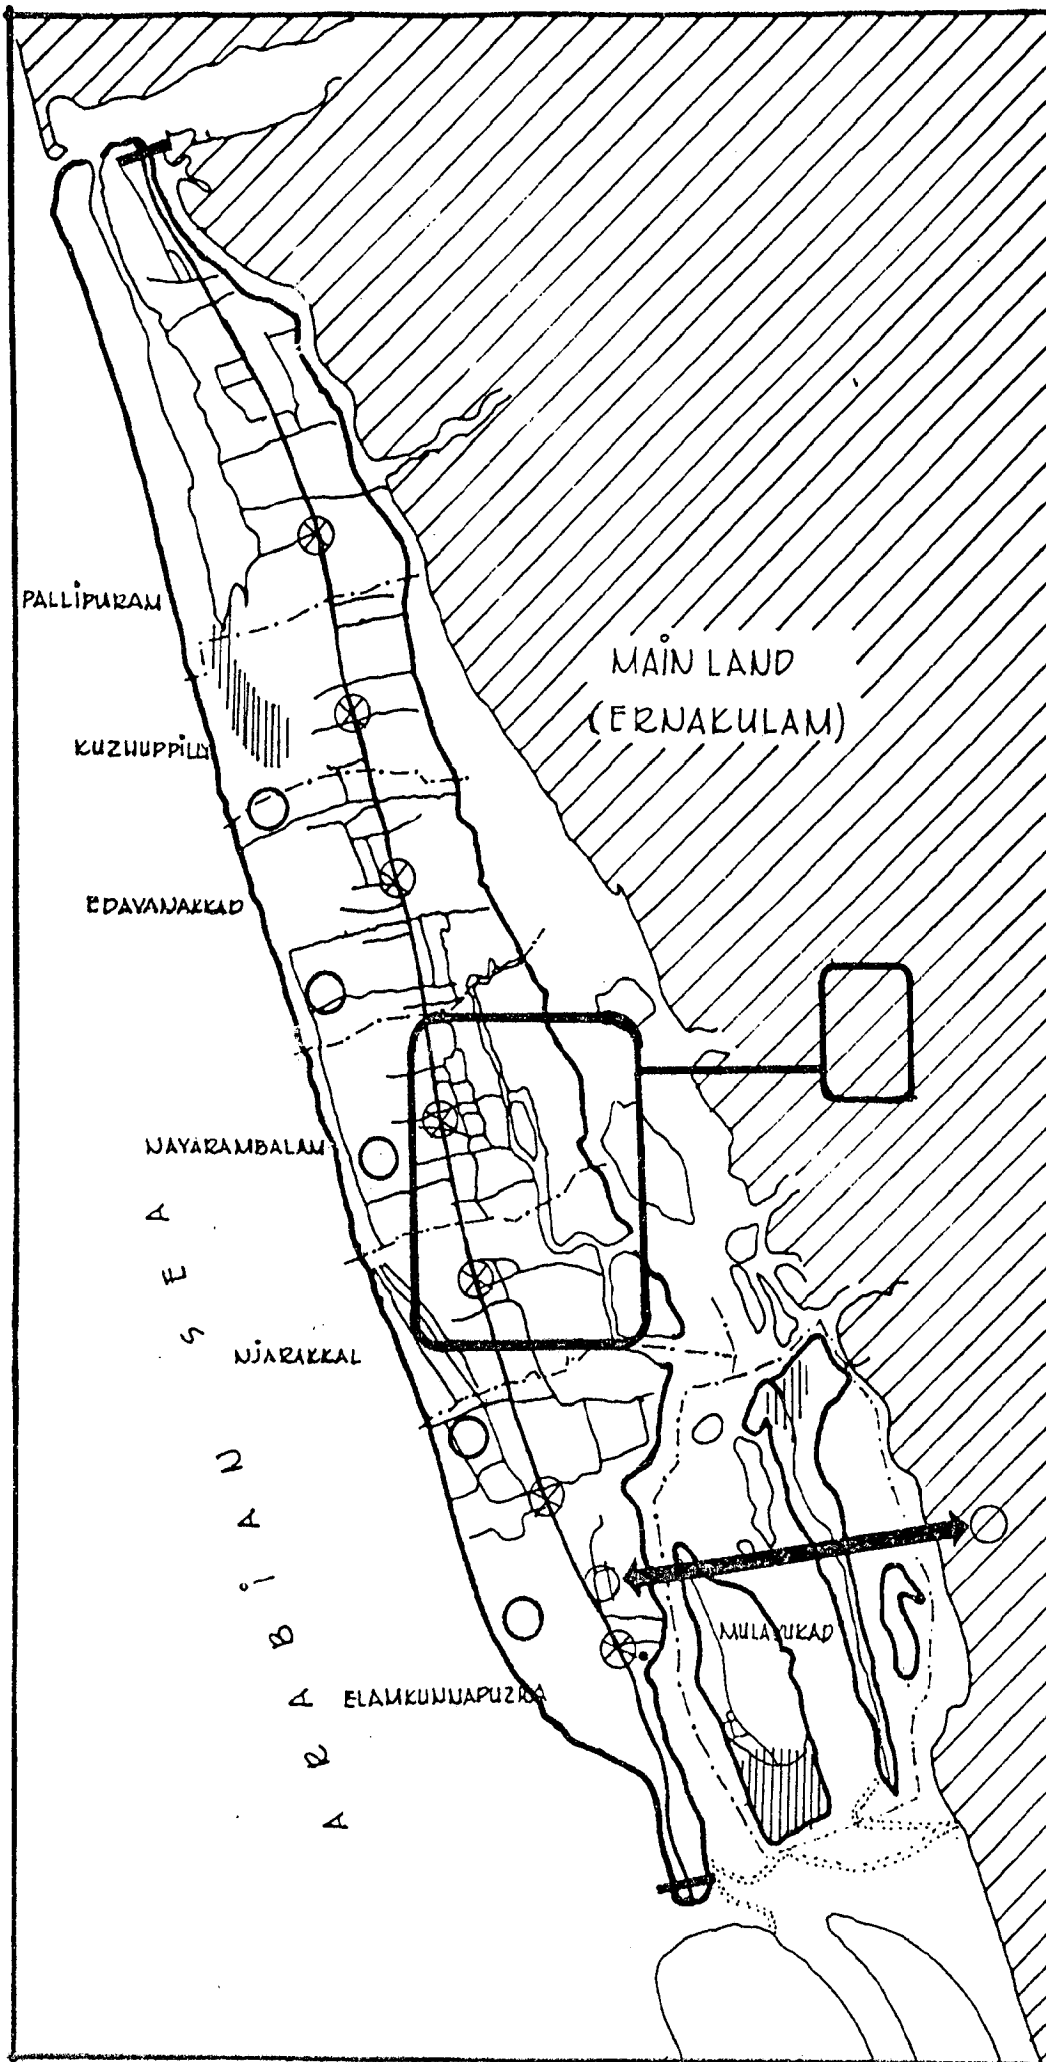 PALLIPURAM
MAIN LAND
(ERNAKULAM)
KUZHUPPILLY
EDAVANAKKAD
NAYARAMBALAM
NJARAKKAL
ARABIAN SEA
MULAVUKAD
ELAMKUNNAPUZHA